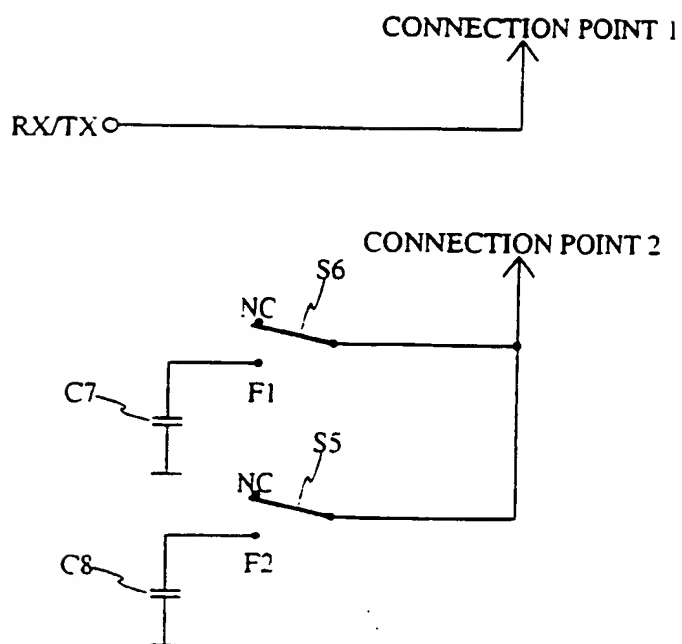 CONNECTION POINT 1
RX/TX
CONNECTION POINT 2
S6
NC
F1
C7
S5
NC
F2
C8